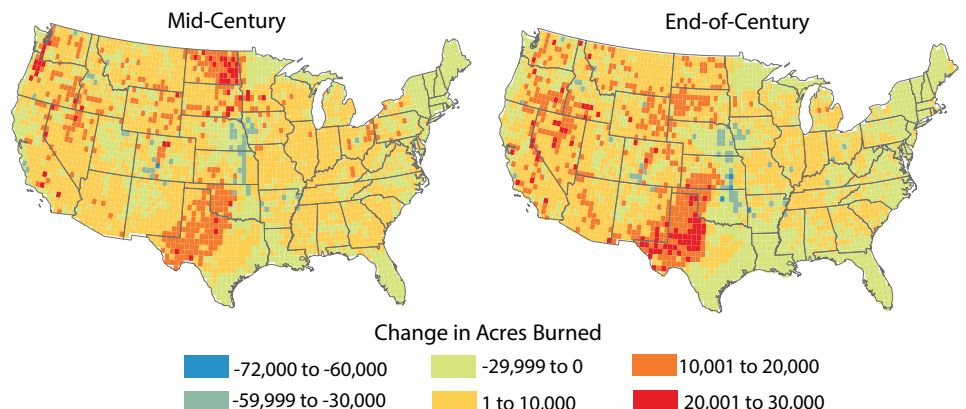 Mid-Century
End-of-Century
Change in Acres Burned
-72,000 to -60,000
-29,999 to 0
10,001 to 20,000
-59,999 to -30,000
1 to 10,000
20,001 to 30,000